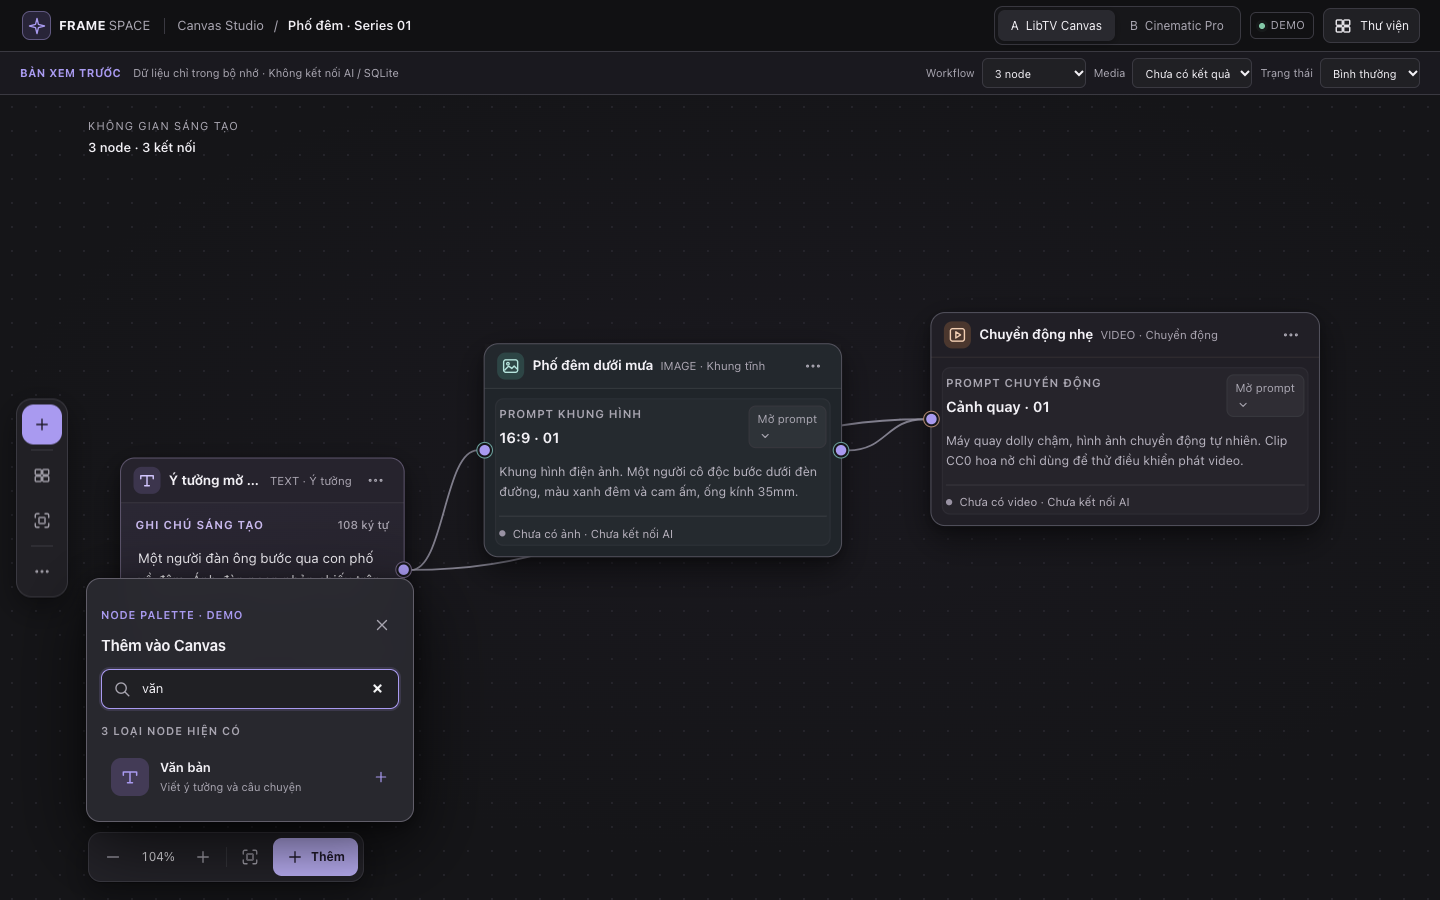 FRAME SPACE
Canvas Studio / Phố đêm · Series 01
A LibTV Canvas
B Cinematic Pro
DEMO
Thư viện
BẢN XEM TRƯỚC
Dữ liệu chỉ trong bộ nhớ · Không kết nối AI / SQLite
Workflow
3 node
Media
Chưa có kết quả
Trạng thái
Bình thường
KHÔNG GIAN SÁNG TẠO
3 node · 3 kết nối
Chuyển động nhẹ VIDEO · Chuyển động
PROMPT CHUYỂN ĐỘNG
Mở prompt
Cảnh quay · 01
Máy quay dolly chậm, hình ảnh chuyển động tự nhiên. Clip
CC0 hoa nở chỉ dùng để thử điều khiển phát video.
Chưa có video · Chưa kết nối AI
Phố đêm dưới mưa IMAGE · Khung tĩnh
PROMPT KHUNG HÌNH
Mở prompt
16:9 · 01
Khung hình điện ảnh. Một người cô độc bước dưới đèn
đường, màu xanh đêm và cam ấm, ống kính 35mm.
Chưa có ảnh · Chưa kết nối AI
Ý tưởng mở ... TEXT · Ý tưởng
GHI CHÚ SÁNG TẠO
108 ký tự
Một người đàn ông bước qua con phố
NODE PALETTE · DEMO
Thêm vào Canvas
văn
3 LOẠI NODE HIỆN CÓ
Văn bản
Viết ý tưởng và câu chuyện
104%
Thêm